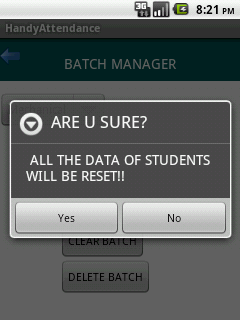 3G 8:21 PM
HandyAttendance
BATCH MANAGER
ARE U SURE?
ALL THE DATA OF STUDENTS
WILL BE RESET!!
Yes No
CLEAR BATCH
DELETE BATCH